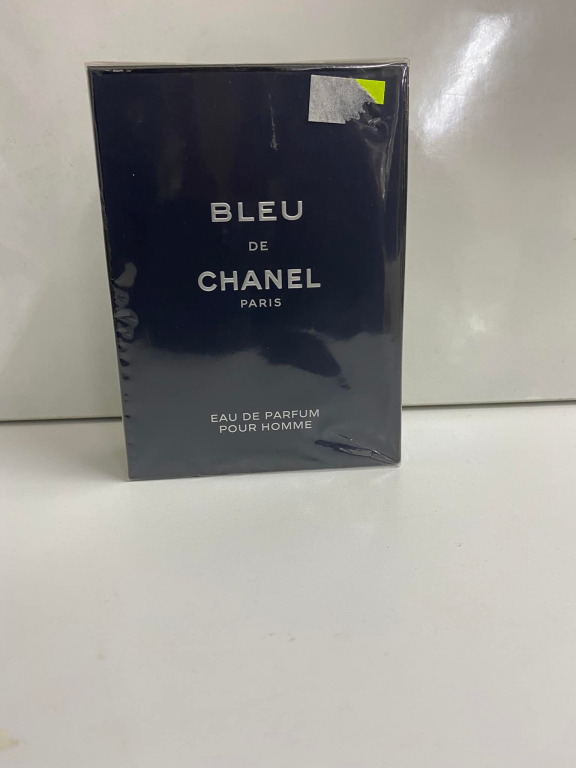 BLEU
DE
CHANEL
PARIS
EAU DE PARFUM
POUR HOMME